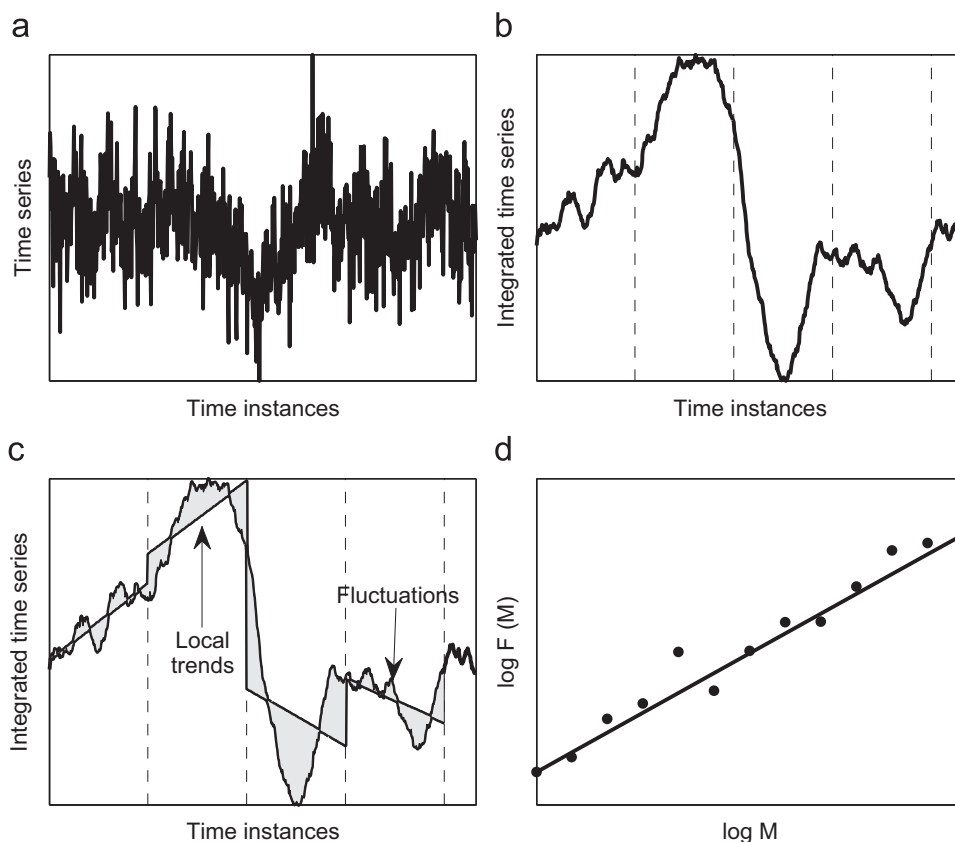 a
Time series
Time instances
b
Integrated time series
Time instances
c
Integrated time series
Local
trends
Fluctuations
Time instances
d
log F (M)
log M